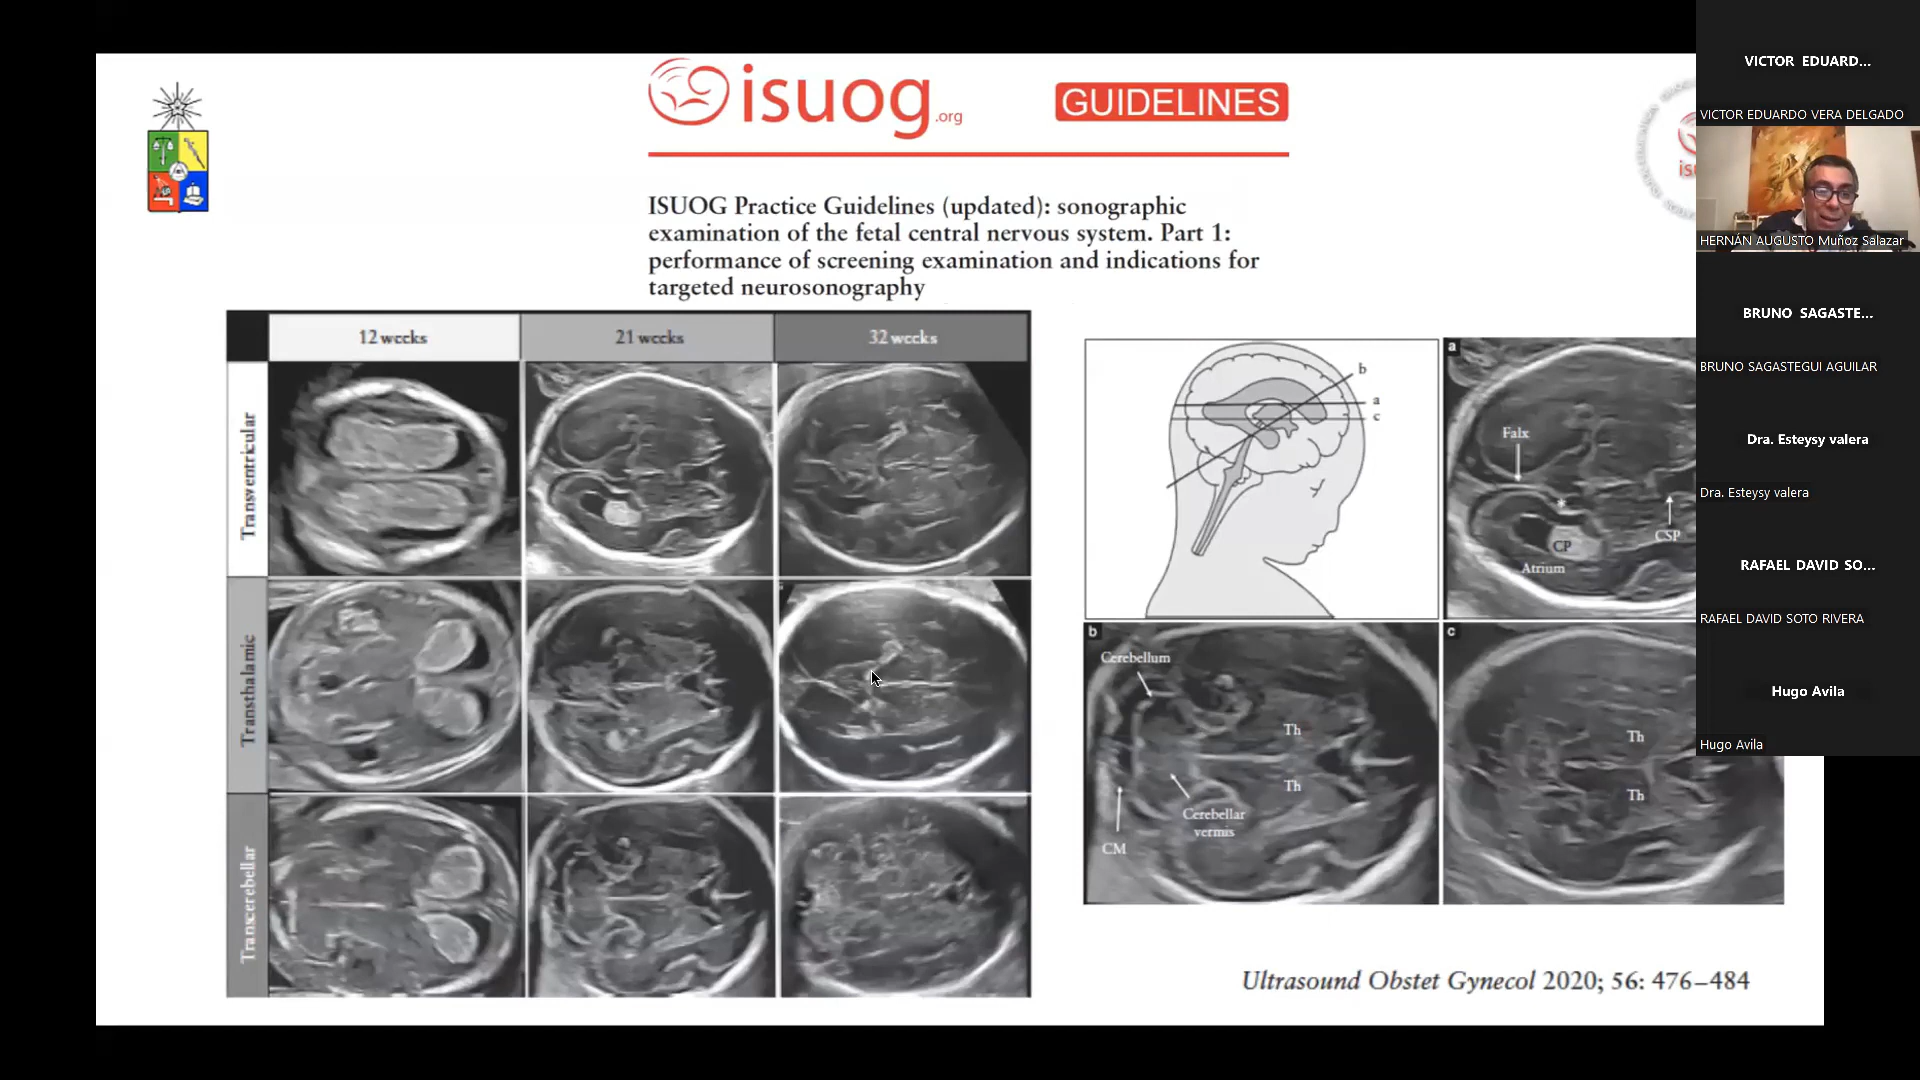 isuog.org
GUIDELINES
ISUOG Practice Guidelines (updated): sonographic
examination of the fetal central nervous system. Part 1:
performance of screening examination and indications for
targeted neurosonography
12 weeks
21 weeks
32 weeks
Transventricular
Transthalamic
Transcerebellar
b
a
c
a
Falx
*
CP
Atrium
CSP
b
Cerebellum
Th
Th
Cerebellar
vermis
CM
c
Th
Th
Ultrasound Obstet Gynecol 2020; 56: 476–484
VICTOR EDUARD...
VICTOR EDUARDO VERA DELGADO
HERNÁN AUGUSTO Muñoz Salazar
BRUNO SAGASTE...
BRUNO SAGASTEGUI AGUILAR
Dra. Esteysy valera
Dra. Esteysy valera
RAFAEL DAVID SO...
RAFAEL DAVID SOTO RIVERA
Hugo Avila
Hugo Avila